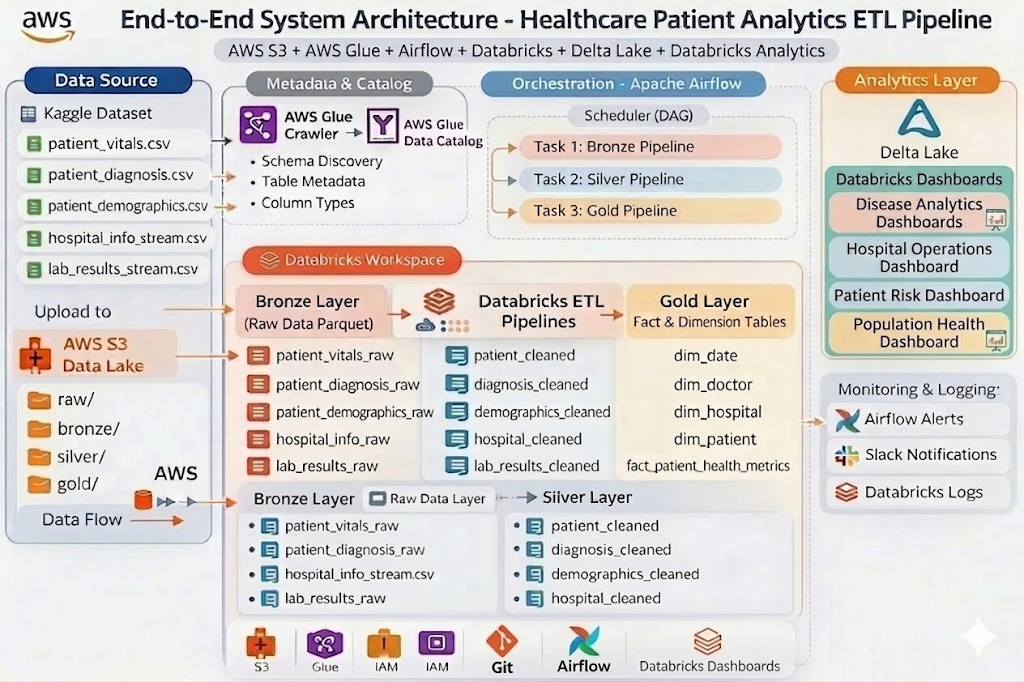 aws
End-to-End System Architecture - Healthcare Patient Analytics ETL Pipeline
AWS S3 + AWS Glue + Airflow + Databricks + Delta Lake + Databricks Analytics
Data Source
Kaggle Dataset
patient_vitals.csv
patient_diagnosis.csv
patient_demographics.csv
hospital_info_stream.csv
lab_results_stream.csv
Upload to
AWS S3
Data Lake
raw/
bronze/
silver/
gold/
AWS
Data Flow
Metadata & Catalog
AWS Glue
Crawler
AWS Glue
Data Catalog
• Schema Discovery
• Table Metadata
• Column Types
Orchestration - Apache Airflow
Scheduler (DAG)
Task 1: Bronze Pipeline
Task 2: Silver Pipeline
Task 3: Gold Pipeline
Databricks Workspace
Bronze Layer
(Raw Data Parquet)
Databricks ETL
Pipelines
Gold Layer
Fact & Dimension Tables
patient_vitals_raw
patient_diagnosis_raw
patient_demographics_raw
hospital_info_raw
lab_results_raw
patient_cleaned
diagnosis_cleaned
demographics_cleaned
hospital_cleaned
lab_results_cleaned
dim_date
dim_doctor
dim_hospital
dim_patient
fact_patient_health_metrics
Bronze Layer
Raw Data Layer
Silver Layer
• patient_vitals_raw
• patient_diagnosis_raw
• hospital_info_stream.csv
• lab_results_raw
• patient_cleaned
• diagnosis_cleaned
• demographics_cleaned
• hospital_cleaned
S3
Glue
iAM
IAM
Git
Airflow
Databricks Dashboards
Analytics Layer
Delta Lake
Databricks Dashboards
Disease Analytics
Dashboards
Hospital Operations
Dashboard
Patient Risk Dashboard
Population Health
Dashboard
Monitoring & Logging:
Airflow Alerts
Slack Notifications
Databricks Logs